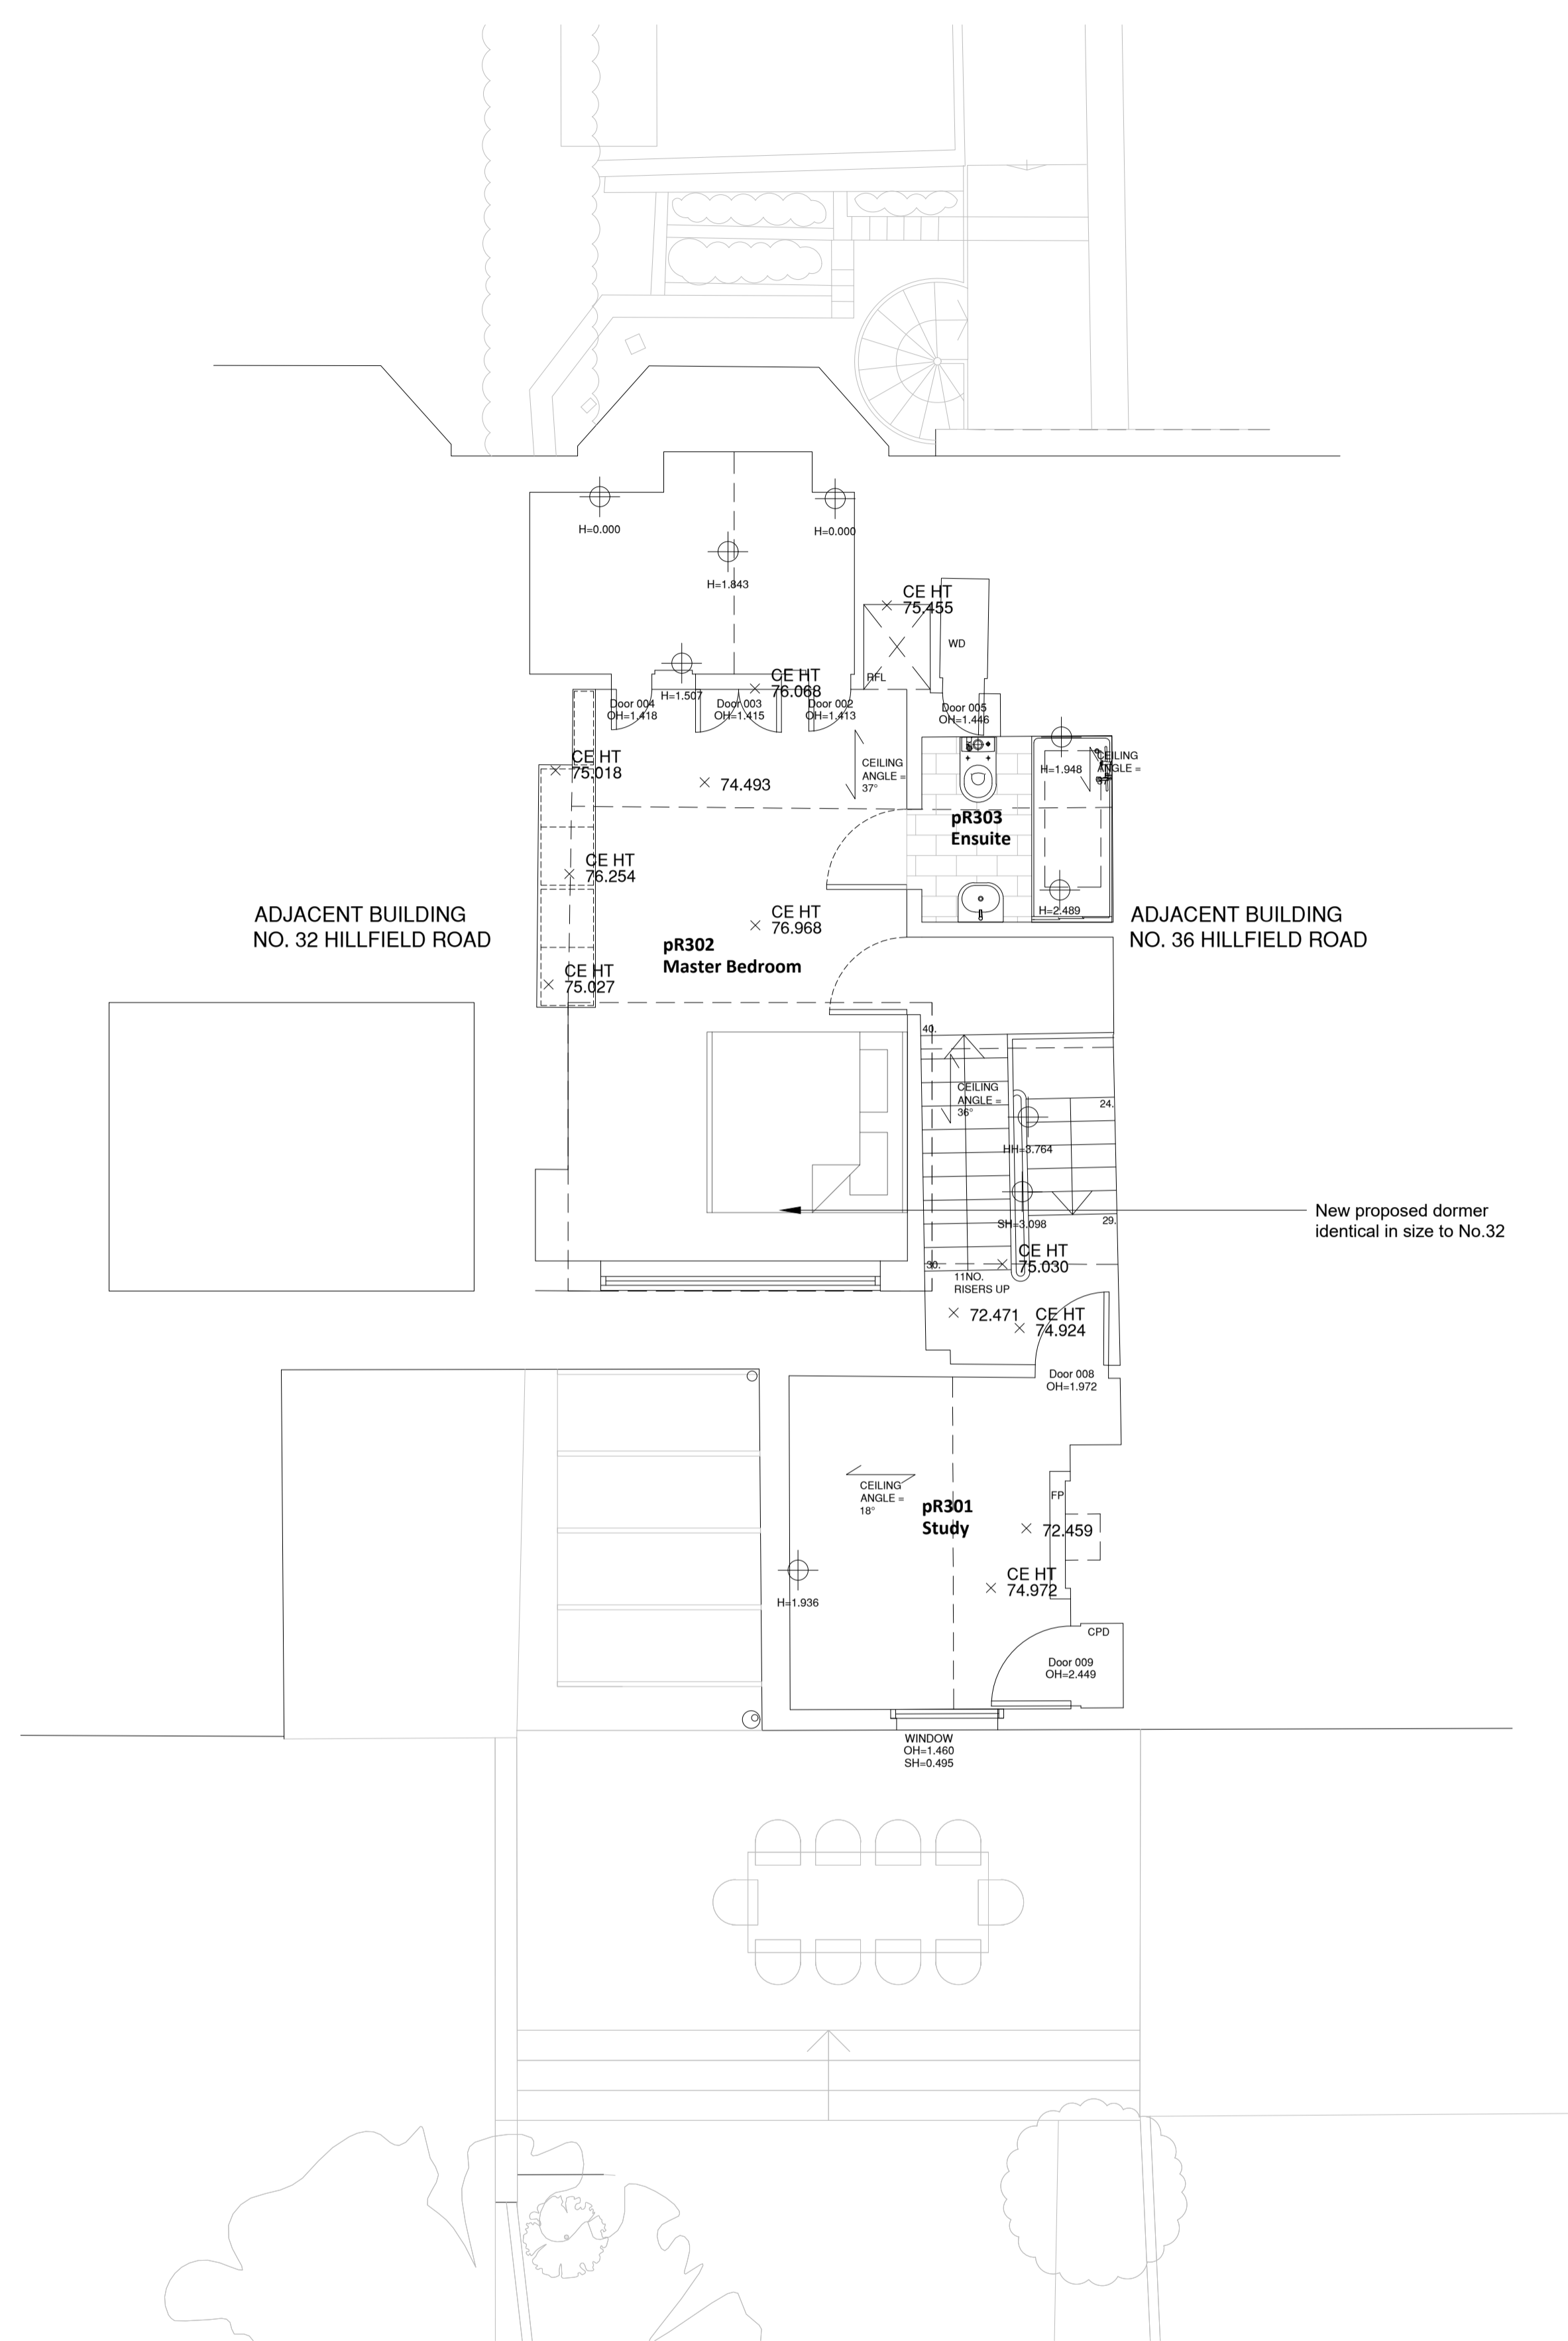 H=0.000
H=0.000
H=1.843
CE HT
75.455
WD
RFL
H=1.507
CE HT
76.068
Door 004
OH=1.418
Door 003
OH=1.415
Door 002
OH=1.413
Door 005
OH=1.446
CE HT
75.018
74.493
CEILING
ANGLE =
37°
H=1.948
CEILING
ANGLE =
pR303
Ensuite
CE HT
76.254
H=2.489
CE HT
76.968
ADJACENT BUILDING
NO. 32 HILLFIELD ROAD
ADJACENT BUILDING
NO. 36 HILLFIELD ROAD
pR302
Master Bedroom
CE HT
75.027
40.
CEILING
ANGLE =
36°
24.
HH=3.764
New proposed dormer
identical in size to No.32
SH=3.098
29.
CE HT
75.030
30.
11NO.
RISERS UP
72.471
CE HT
74.924
Door 008
OH=1.972
CEILING
ANGLE =
18°
FP
pR301
Study
72.459
CE HT
74.972
H=1.936
CPD
Door 009
OH=2.449
WINDOW
OH=1.460
SH=0.495